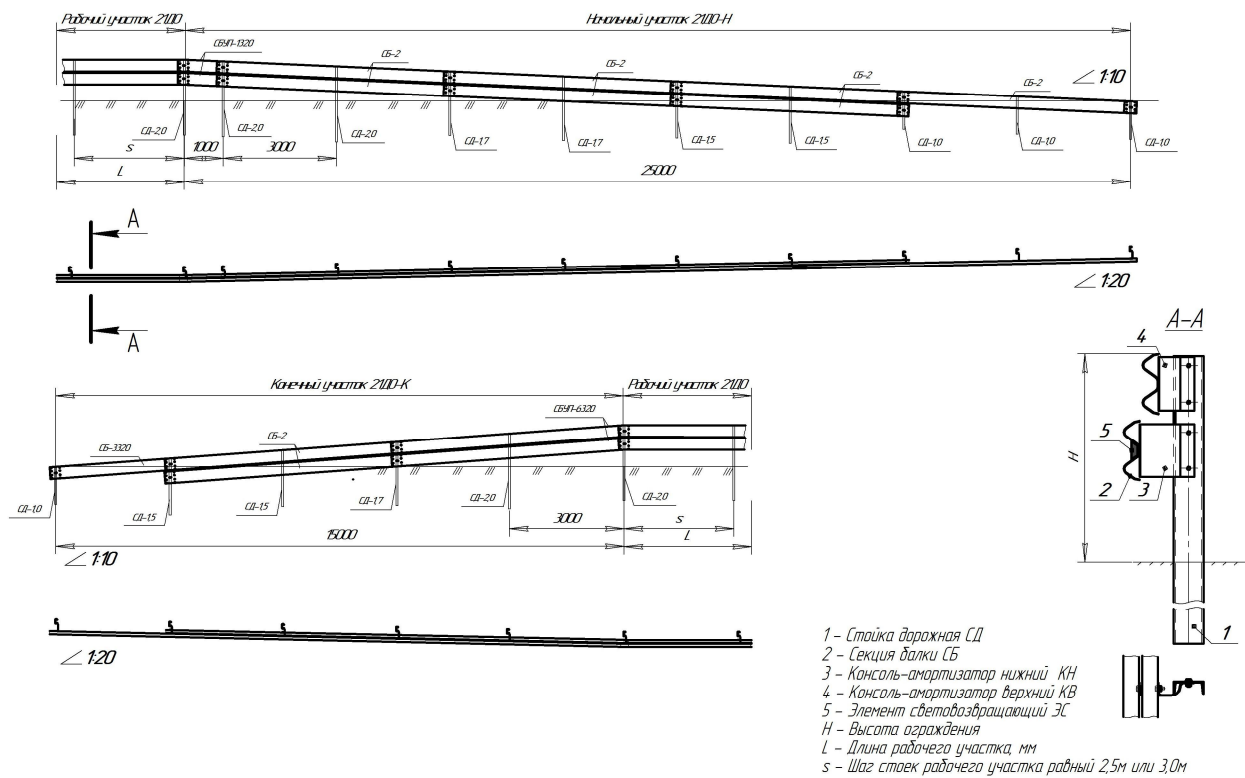 Рабочий участок 21ДО
Начальный участок 21ДО-Н
СБУП-1320
СБ-2
СБ-2
СБ-2
СБ-2
∠ 1:10
СД-2,0
СД-2,0
СД-2,0
СД-1,7
СД-1,7
СД-1,5
СД-1,5
СД-1,0
СД-1,0
СД-1,0
s
1000
3000
L
25000
А
А
∠ 1:20
Конечный участок 21ДО-К
Рабочий участок 21ДО
СБУП-6320
СБ-3320
СБ-2
СД-1,0
СД-1,5
СД-1,5
СД-1,7
СД-2,0
СД-2,0
3000
s
15000
L
∠ 1:10
∠ 1:20
А-А
4
H
5
2
3
1
1 - Стойка дорожная СД
2 - Секция балки СБ
3 - Консоль-амортизатор нижний КН
4 - Консоль-амортизатор верхний КВ
5 - Элемент световозвращающий ЭС
H - Высота ограждения
L - Длина рабочего участка, мм
s - Шаг стоек рабочего участка равный 2,5м или 3,0м